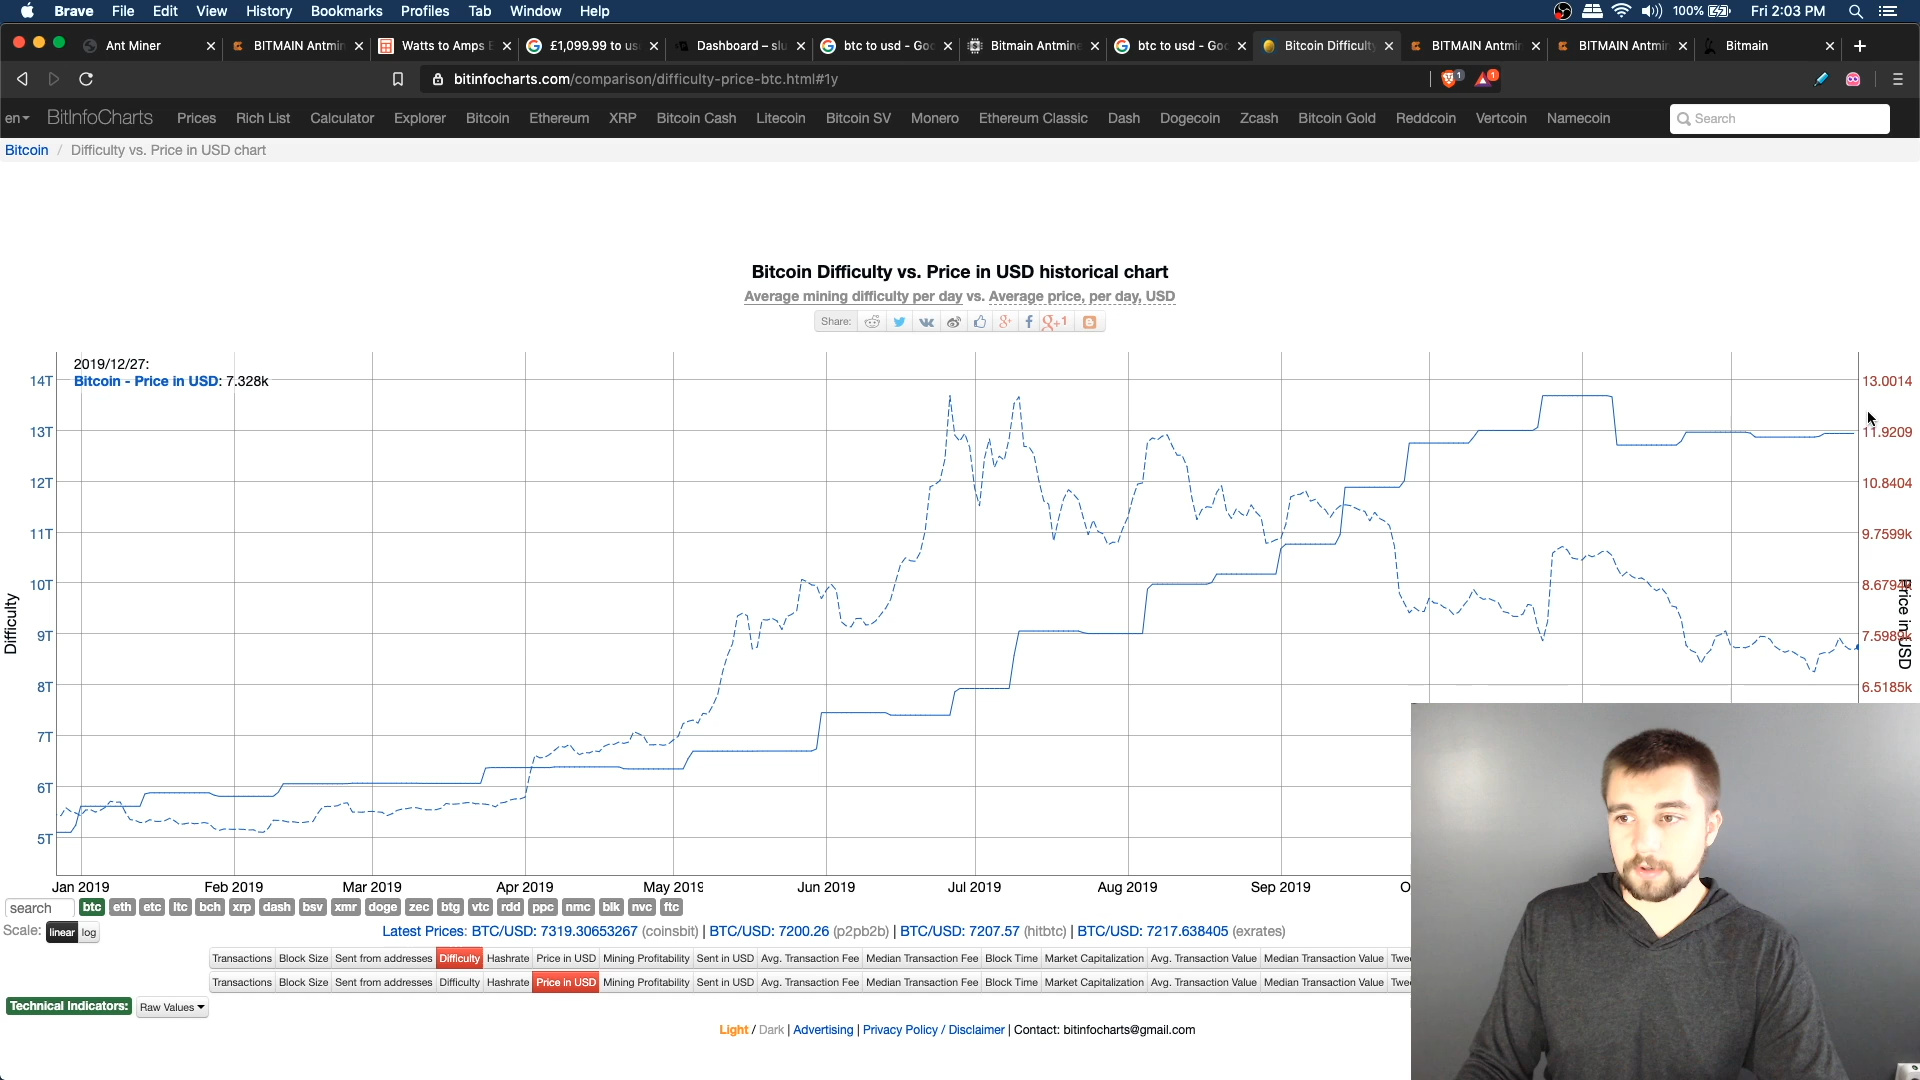 Brave File Edit View History Bookmarks Profiles Tab Window Help 100% Fri 2:03 PM
Ant Miner BITMAIN Antmin Watts to Amps E £1,099.99 to us Dashboard – slu btc to usd - Goo Bitmain Antmine btc to usd - Goo Bitcoin Difficulty BITMAIN Antmin BITMAIN Antmin Bitmain
bitinfocharts.com/comparison/difficulty-price-btc.html#1y 1 1
en BitInfoCharts Prices Rich List Calculator Explorer Bitcoin Ethereum XRP Bitcoin Cash Litecoin Bitcoin SV Monero Ethereum Classic Dash Dogecoin Zcash Bitcoin Gold Reddcoin Vertcoin Namecoin Search
Bitcoin / Difficulty vs. Price in USD chart
Bitcoin Difficulty vs. Price in USD historical chart
Average mining difficulty per day vs. Average price, per day, USD
Share: g+ f g+1
2019/12/27:
Bitcoin - Price in USD: 7.328k
14T 13.0014
13T 11.9209
12T 10.8404
11T 9.7599k
10T 8.6794k
9T 7.5989k
8T 6.5185k
7T
6T
5T
Difficulty
Price in USD
Jan 2019 Feb 2019 Mar 2019 Apr 2019 May 2019 Jun 2019 Jul 2019 Aug 2019 Sep 2019 O
search btc eth etc ltc bch xrp dash bsv xmr doge zec btg vtc rdd ppc nmc blk nvc ftc
Scale: linear log
Latest Prices: BTC/USD: 7319.30653267 (coinsbit) | BTC/USD: 7200.26 (p2pb2b) | BTC/USD: 7207.57 (hitbtc) | BTC/USD: 7217.638405 (exrates)
Transactions Block Size Sent from addresses Difficulty Hashrate Price in USD Mining Profitability Sent in USD Avg. Transaction Fee Median Transaction Fee Block Time Market Capitalization Avg. Transaction Value Median Transaction Value Twee
Transactions Block Size Sent from addresses Difficulty Hashrate Price in USD Mining Profitability Sent in USD Avg. Transaction Fee Median Transaction Fee Block Time Market Capitalization Avg. Transaction Value Median Transaction Value Twee
Technical Indicators: Raw Values
Light / Dark | Advertising | Privacy Policy / Disclaimer | Contact: bitinfocharts@gmail.com